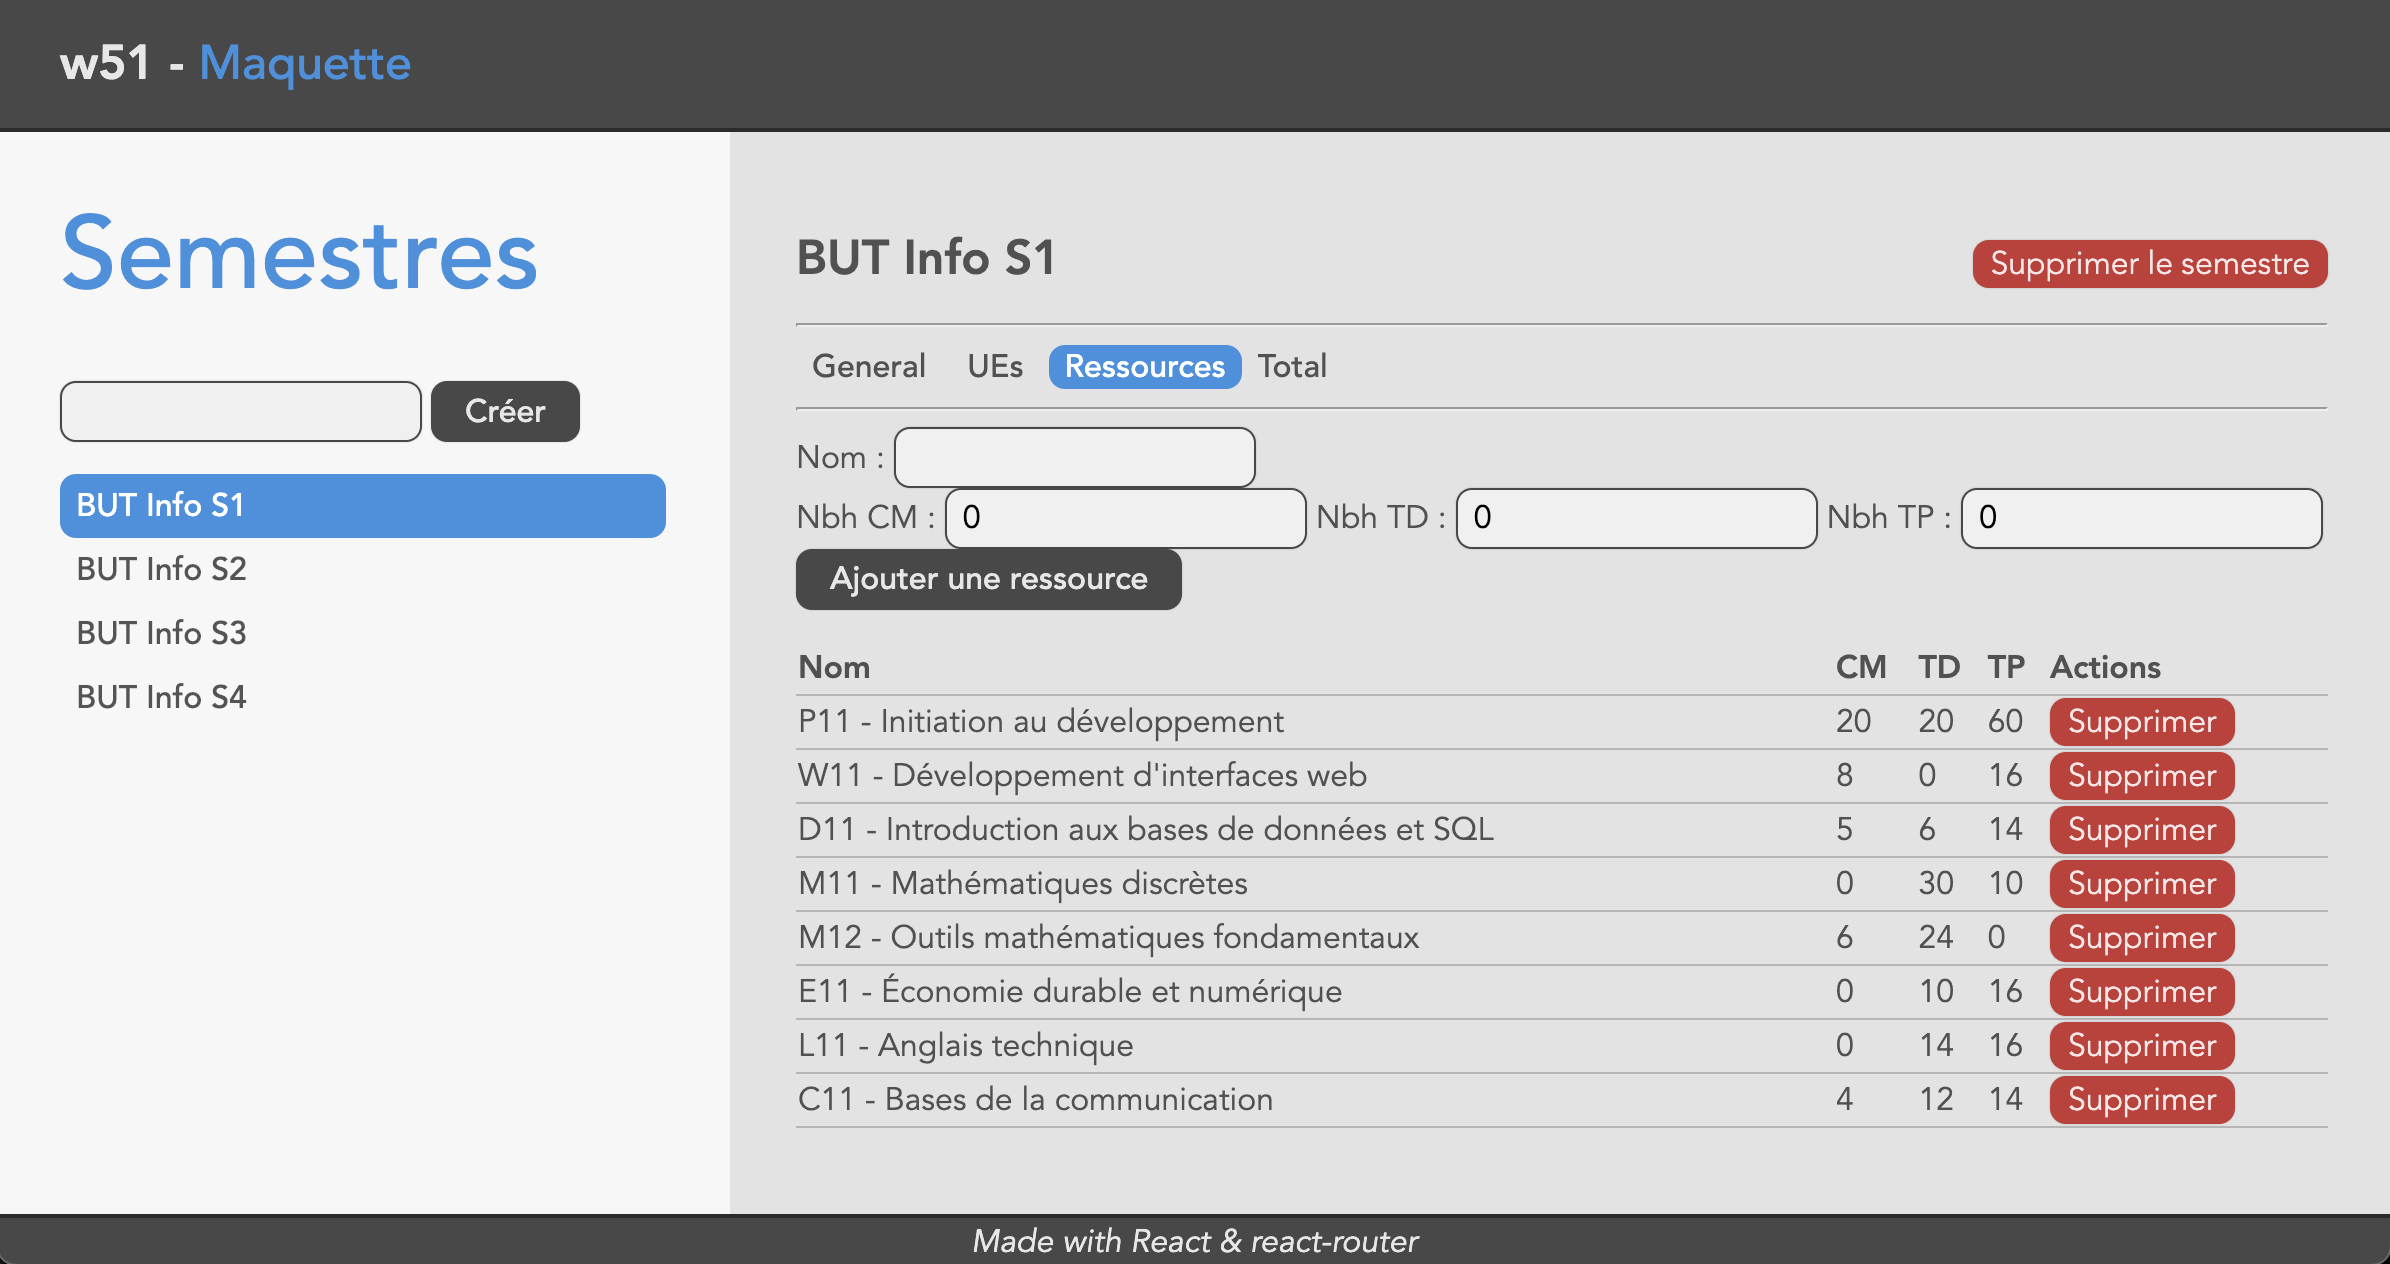 w51 - Maquette
Semestres
Créer
BUT Info S1
BUT Info S2
BUT Info S3
BUT Info S4
BUT Info S1
Supprimer le semestre
General UEs Ressources Total
Nom :
Nbh CM : 0 Nbh TD : 0 Nbh TP : 0
Ajouter une ressource
Nom CM TD TP Actions
P11 - Initiation au développement 20 20 60 Supprimer
W11 - Développement d'interfaces web 8 0 16 Supprimer
D11 - Introduction aux bases de données et SQL 5 6 14 Supprimer
M11 - Mathématiques discrètes 0 30 10 Supprimer
M12 - Outils mathématiques fondamentaux 6 24 0 Supprimer
E11 - Économie durable et numérique 0 10 16 Supprimer
L11 - Anglais technique 0 14 16 Supprimer
C11 - Bases de la communication 4 12 14 Supprimer
Made with React & react-router